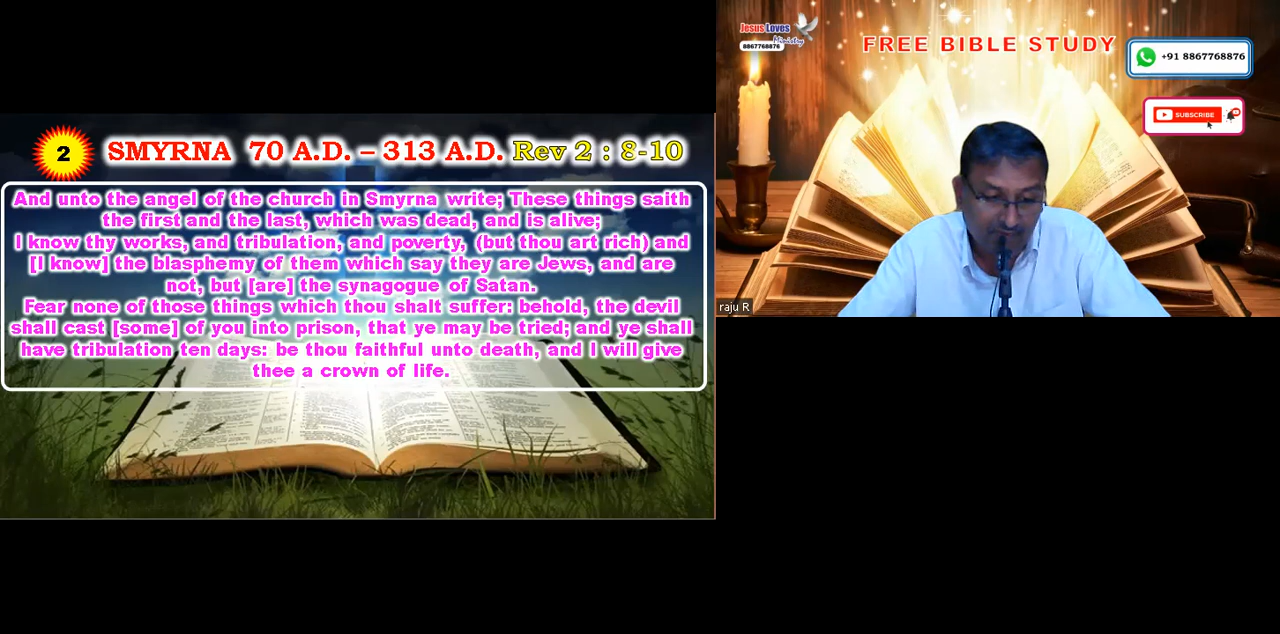 2
SMYRNA 70 A.D. – 313 A.D. Rev 2 : 8-10
And unto the angel of the church in Smyrna write; These things saith
the first and the last, which was dead, and is alive;
I know thy works, and tribulation, and poverty, (but thou art rich) and
[I know] the blasphemy of them which say they are Jews, and are
not, but [are] the synagogue of Satan.
Fear none of those things which thou shalt suffer: behold, the devil
shall cast [some] of you into prison, that ye may be tried; and ye shall
have tribulation ten days: be thou faithful unto death, and I will give
thee a crown of life.
Jesus Loves
Ministry
8867768876
FREE BIBLE STUDY
+91 8867768876
SUBSCRIBE
raju R